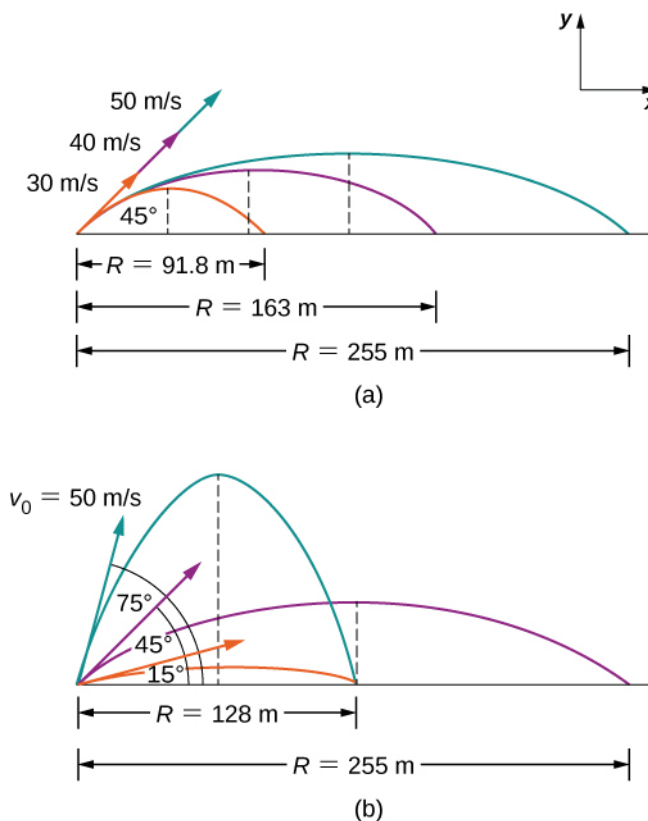 y
x
50 m/s
40 m/s
30 m/s
45°
R = 91.8 m
R = 163 m
R = 255 m
(a)
v0 = 50 m/s
75°
45°
15°
R = 128 m
R = 255 m
(b)